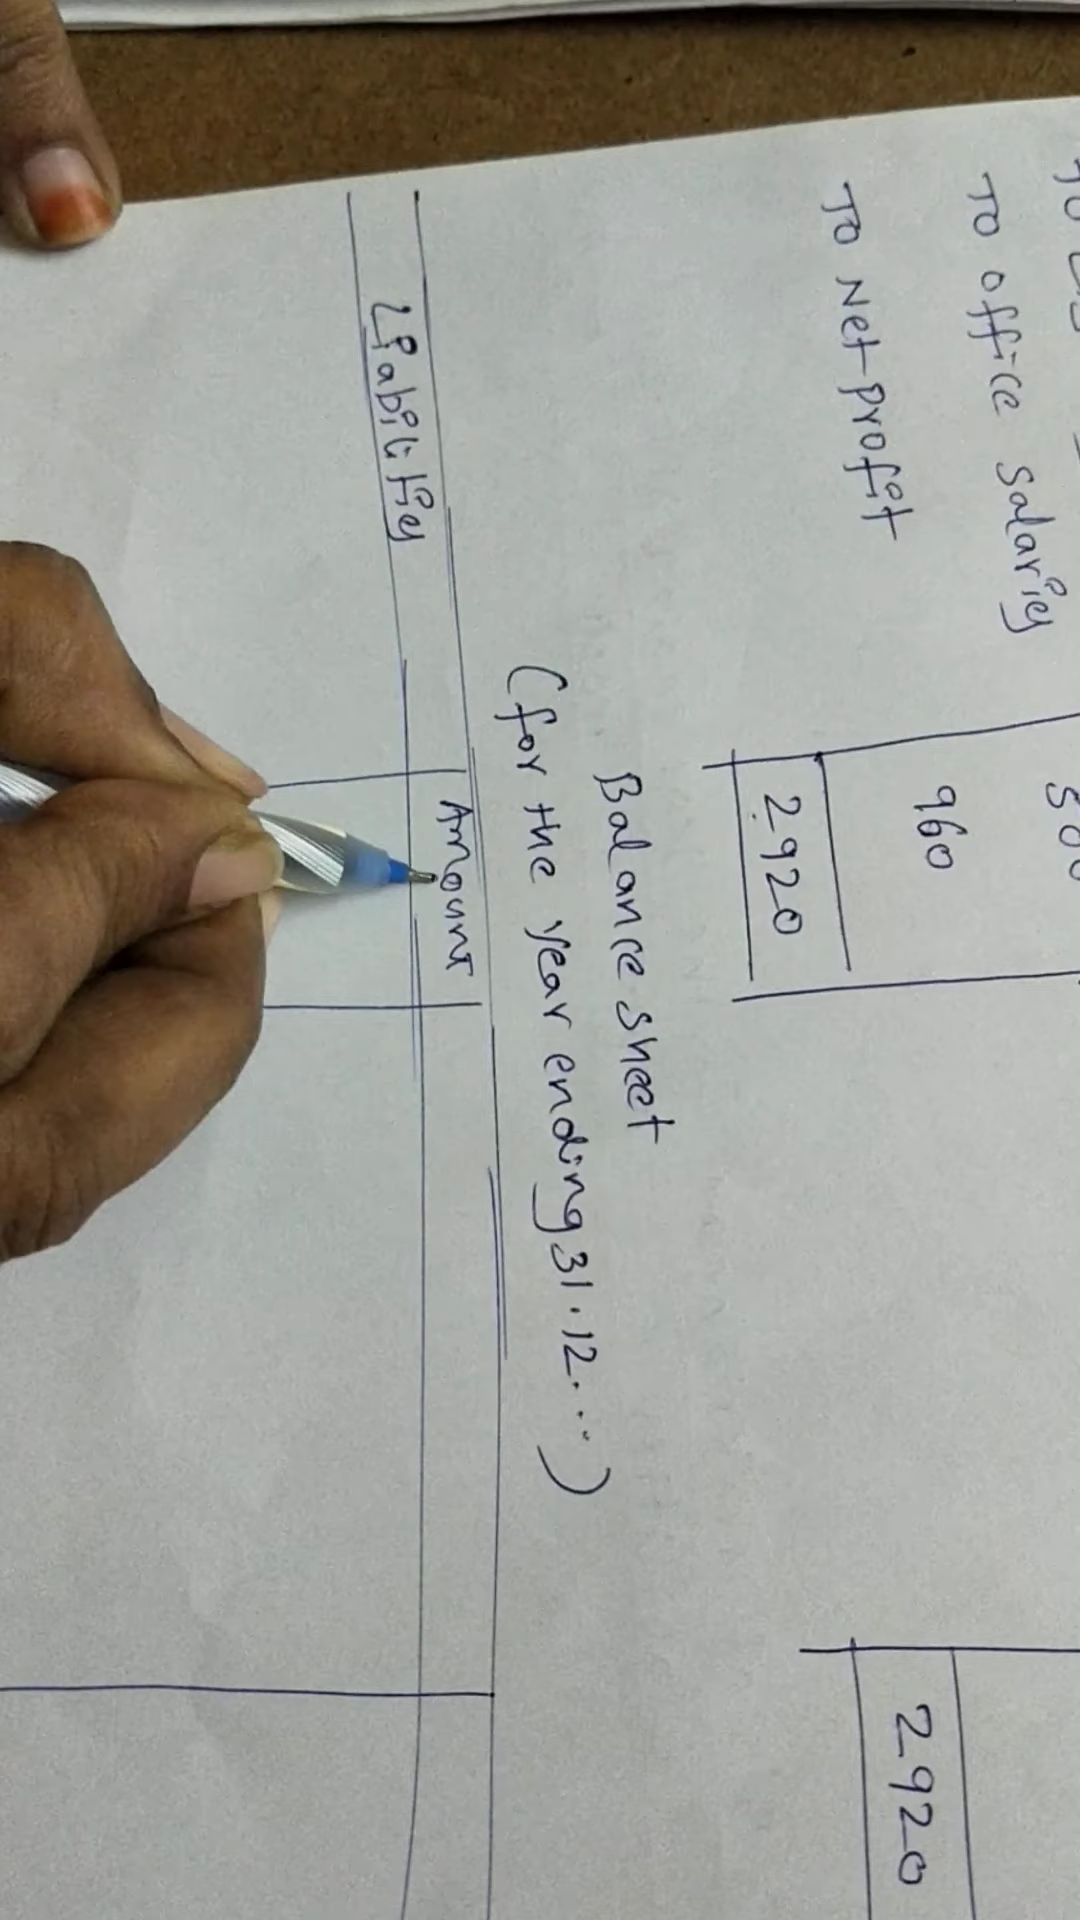 To office salaries 500
To Net profit 960
2920 2920
Balance sheet
(for the year ending 31.12...)
Liabilities Amount